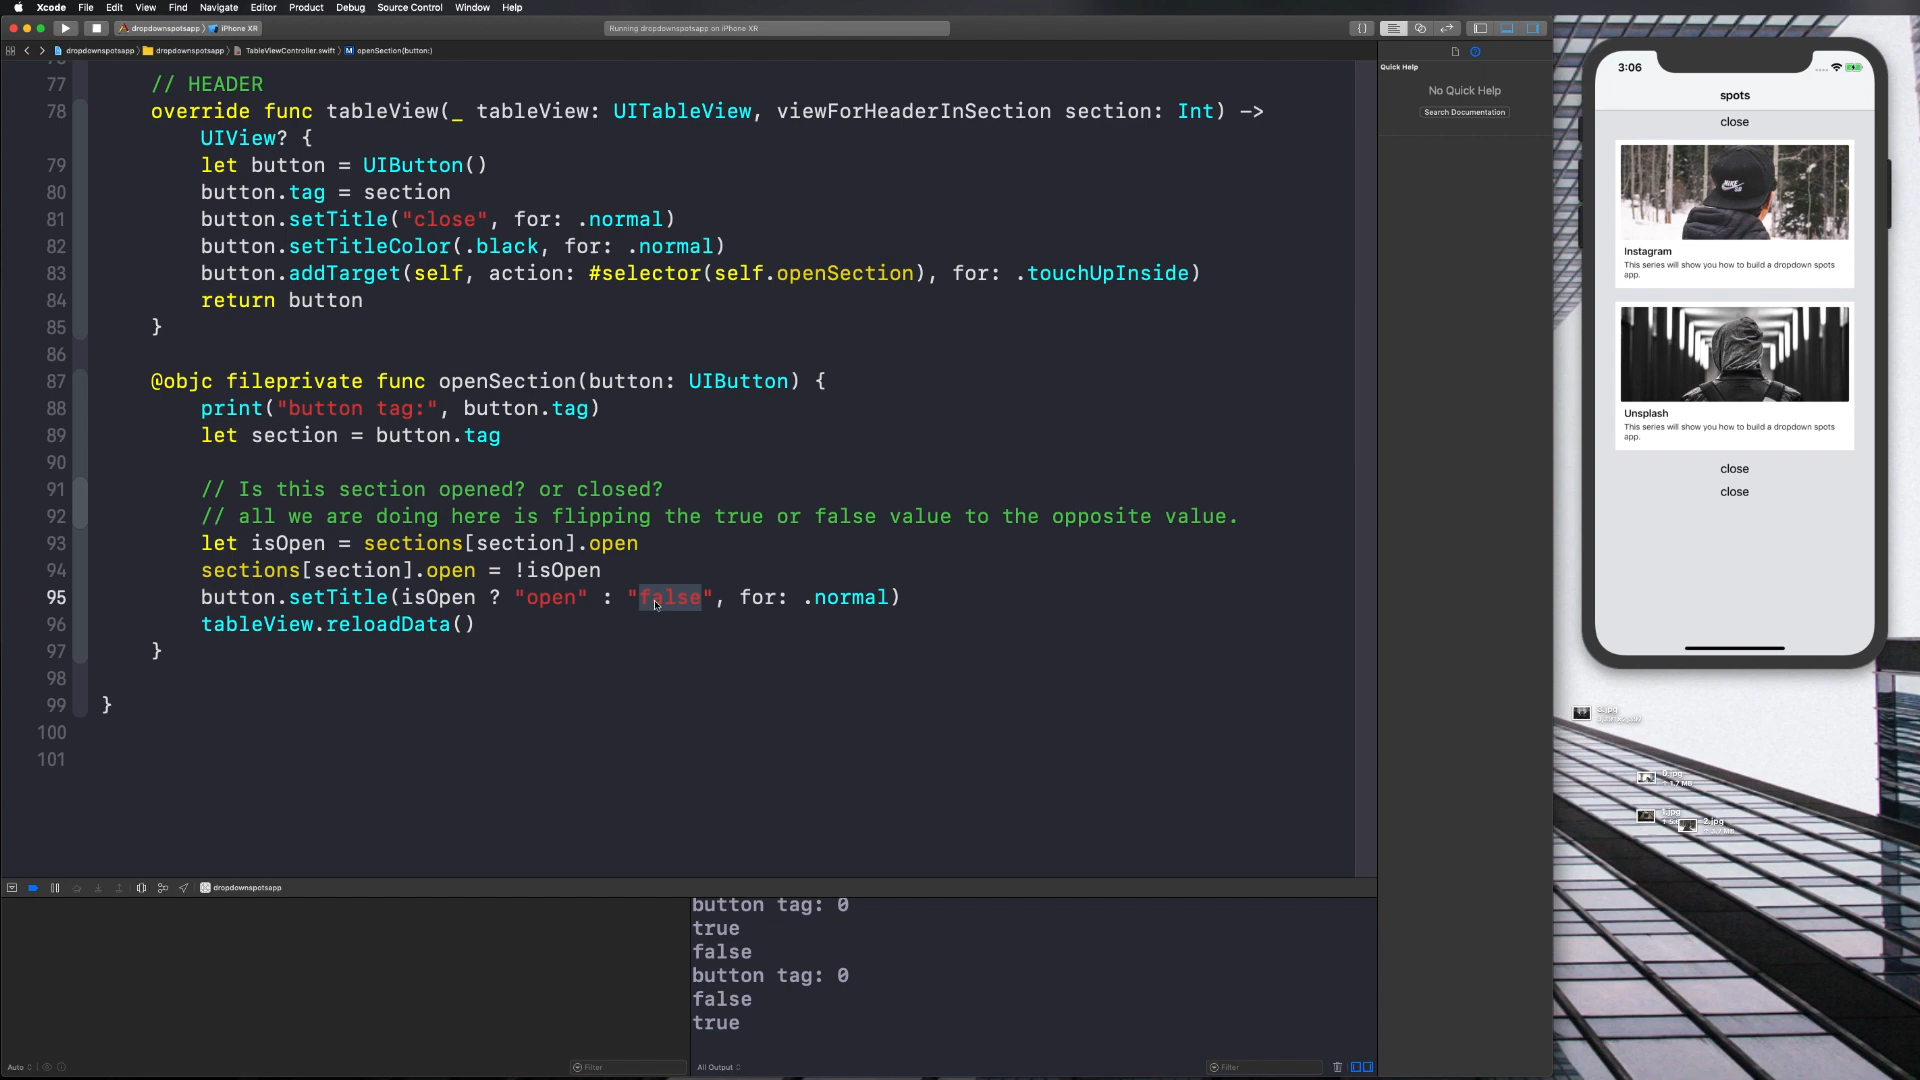 Xcode File Edit View Find Navigate Editor Product Debug Source Control Window Help
dropdownspotsapp iPhone XR
Running dropdownspotsapp on iPhone XR
dropdownspotsapp dropdownspotsapp TableViewController.swift M openSection(button:)
77 // HEADER
78 override func tableView(_ tableView: UITableView, viewForHeaderInSection section: Int) ->
UIView? {
79 let button = UIButton()
80 button.tag = section
81 button.setTitle("close", for: .normal)
82 button.setTitleColor(.black, for: .normal)
83 button.addTarget(self, action: #selector(self.openSection), for: .touchUpInside)
84 return button
85 }
86
87 @objc fileprivate func openSection(button: UIButton) {
88 print("button tag:", button.tag)
89 let section = button.tag
90
91 // Is this section opened? or closed?
92 // all we are doing here is flipping the true or false value to the opposite value.
93 let isOpen = sections[section].open
94 sections[section].open = !isOpen
95 button.setTitle(isOpen ? "open" : "false", for: .normal)
96 tableView.reloadData()
97 }
98
99 }
100
101
Quick Help
No Quick Help
Search Documentation
3:06
spots
close
NIKE
Instagram
This series will show you how to build a dropdown spots
app.
Unsplash
This series will show you how to build a dropdown spots
app.
close
close
3.jpg
0.jpg
1.jpg
2.jpg
dropdownspotsapp
button tag: 0
true
false
button tag: 0
false
true
Auto
Filter
All Output
Filter